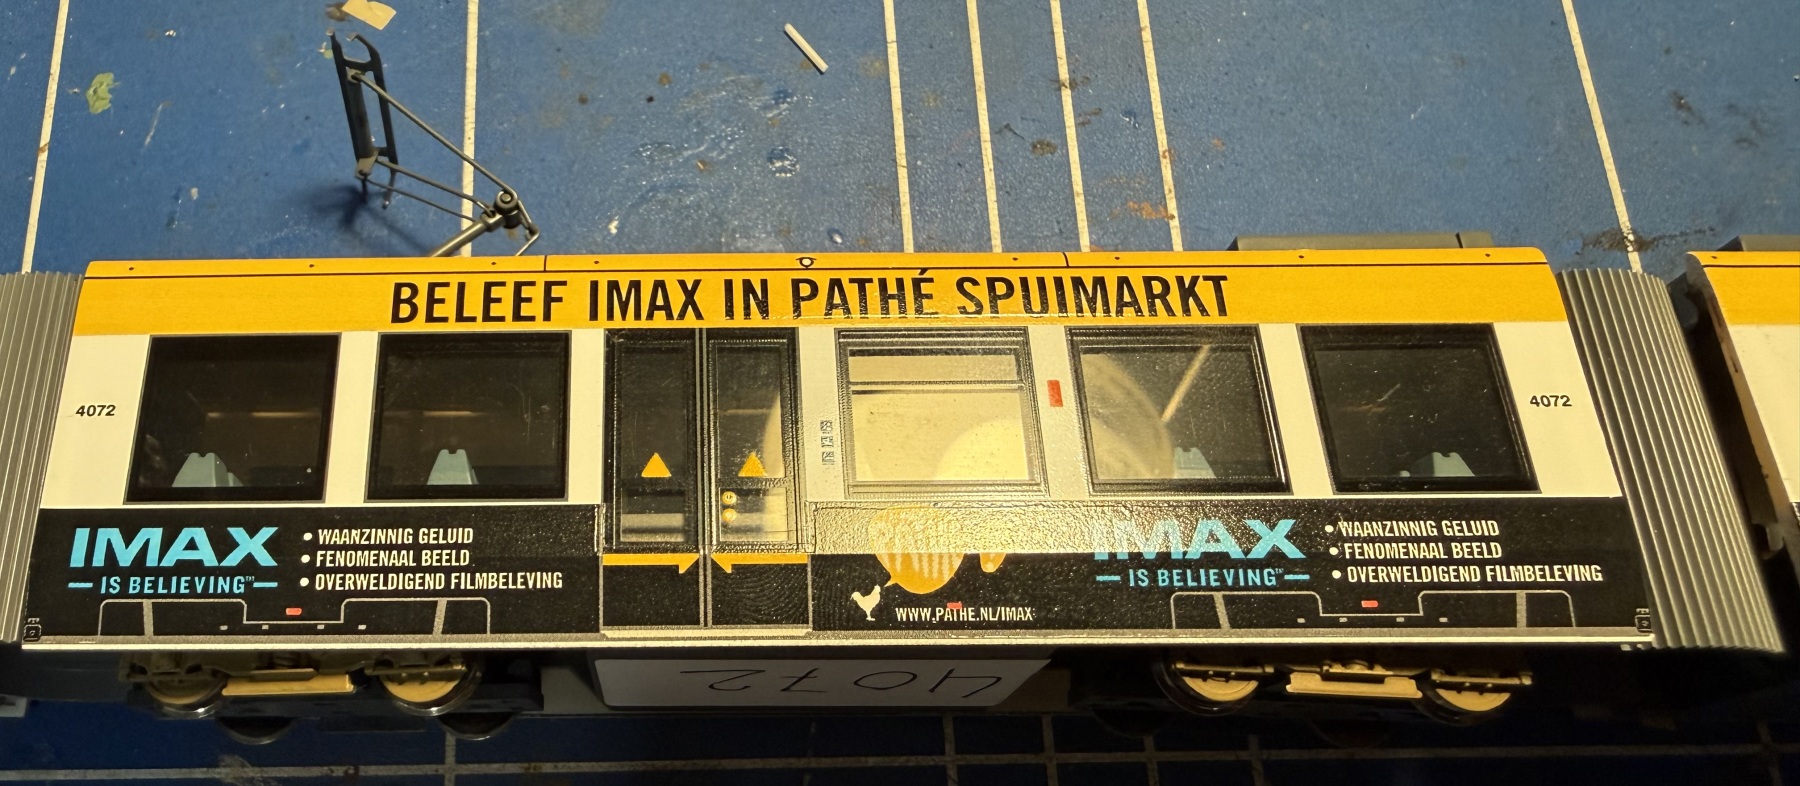 BELEEF IMAX IN PATHÉ SPUIMARKT
4072
4072
IMAX
IS BELIEVING™
• WAANZINNIG GELUID
• FENOMENAAL BEELD
• OVERWELDIGEND FILMBELEVING
WWW.PATHE.NL/IMAX
IMAX
IS BELIEVING™
• WAANZINNIG GELUID
• FENOMENAAL BEELD
• OVERWELDIGEND FILMBELEVING
4072